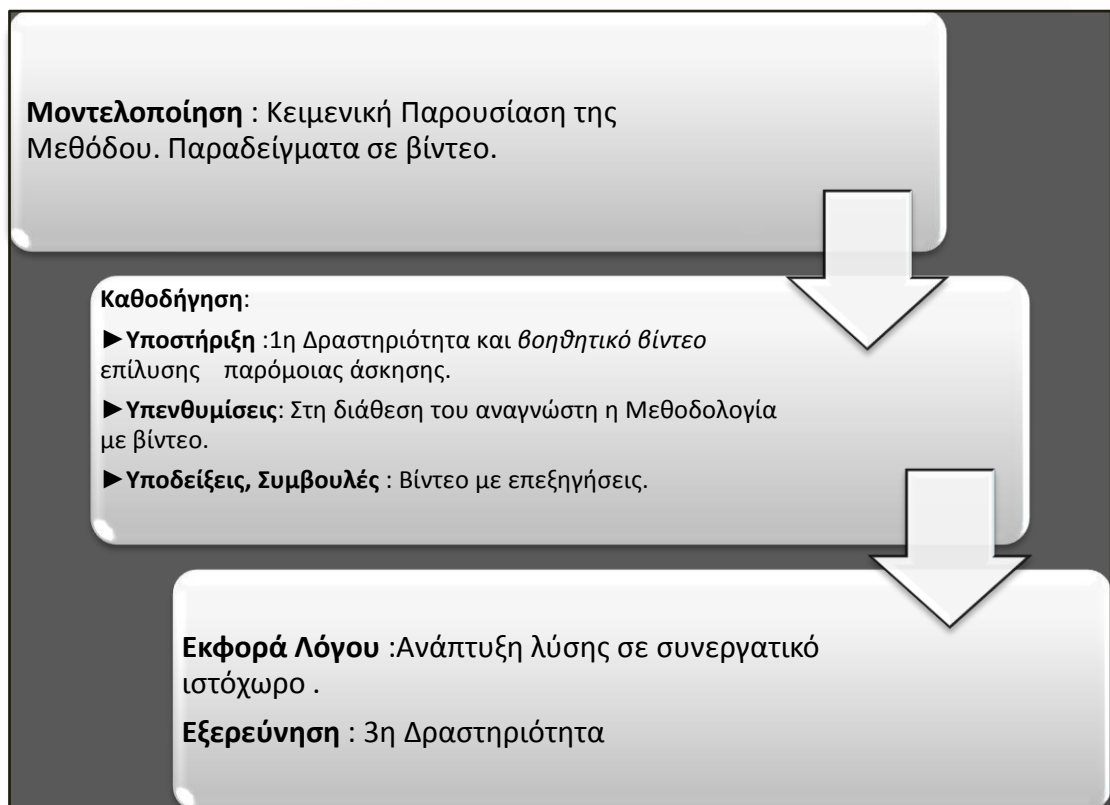 Μοντελοποίηση : Κειμενική Παρουσίαση της
Μεθόδου. Παραδείγματα σε βίντεο.
Καθοδήγηση:
►Υποστήριξη :1η Δραστηριότητα και βοηθητικό βίντεο
επίλυσης παρόμοιας άσκησης.
►Υπενθυμίσεις: Στη διάθεση του αναγνώστη η Μεθοδολογία
με βίντεο.
►Υποδείξεις, Συμβουλές : Βίντεο με επεξηγήσεις.
Εκφορά Λόγου :Ανάπτυξη λύσης σε συνεργατικό
ιστόχωρο .
Εξερεύνηση : 3η Δραστηριότητα